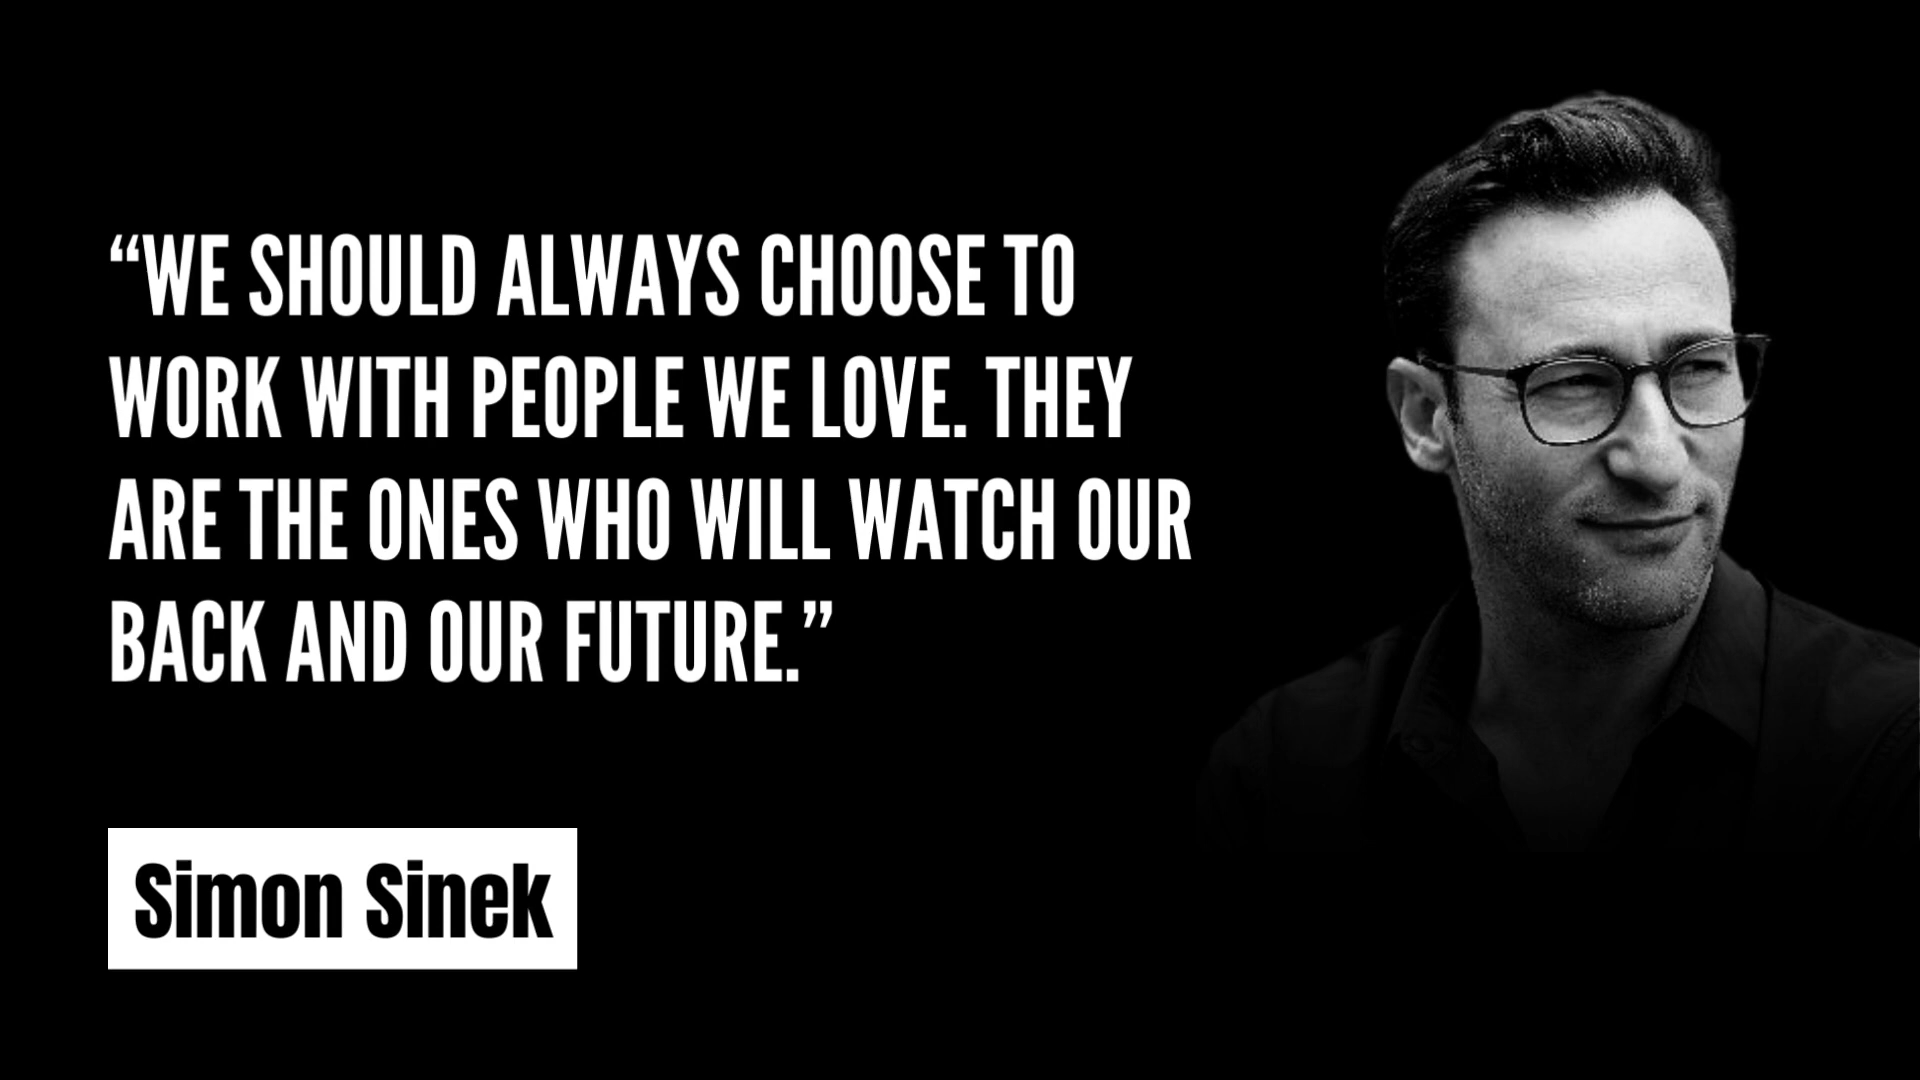 “WE SHOULD ALWAYS CHOOSE TO
WORK WITH PEOPLE WE LOVE. THEY
ARE THE ONES WHO WILL WATCH OUR
BACK AND OUR FUTURE.”
Simon Sinek